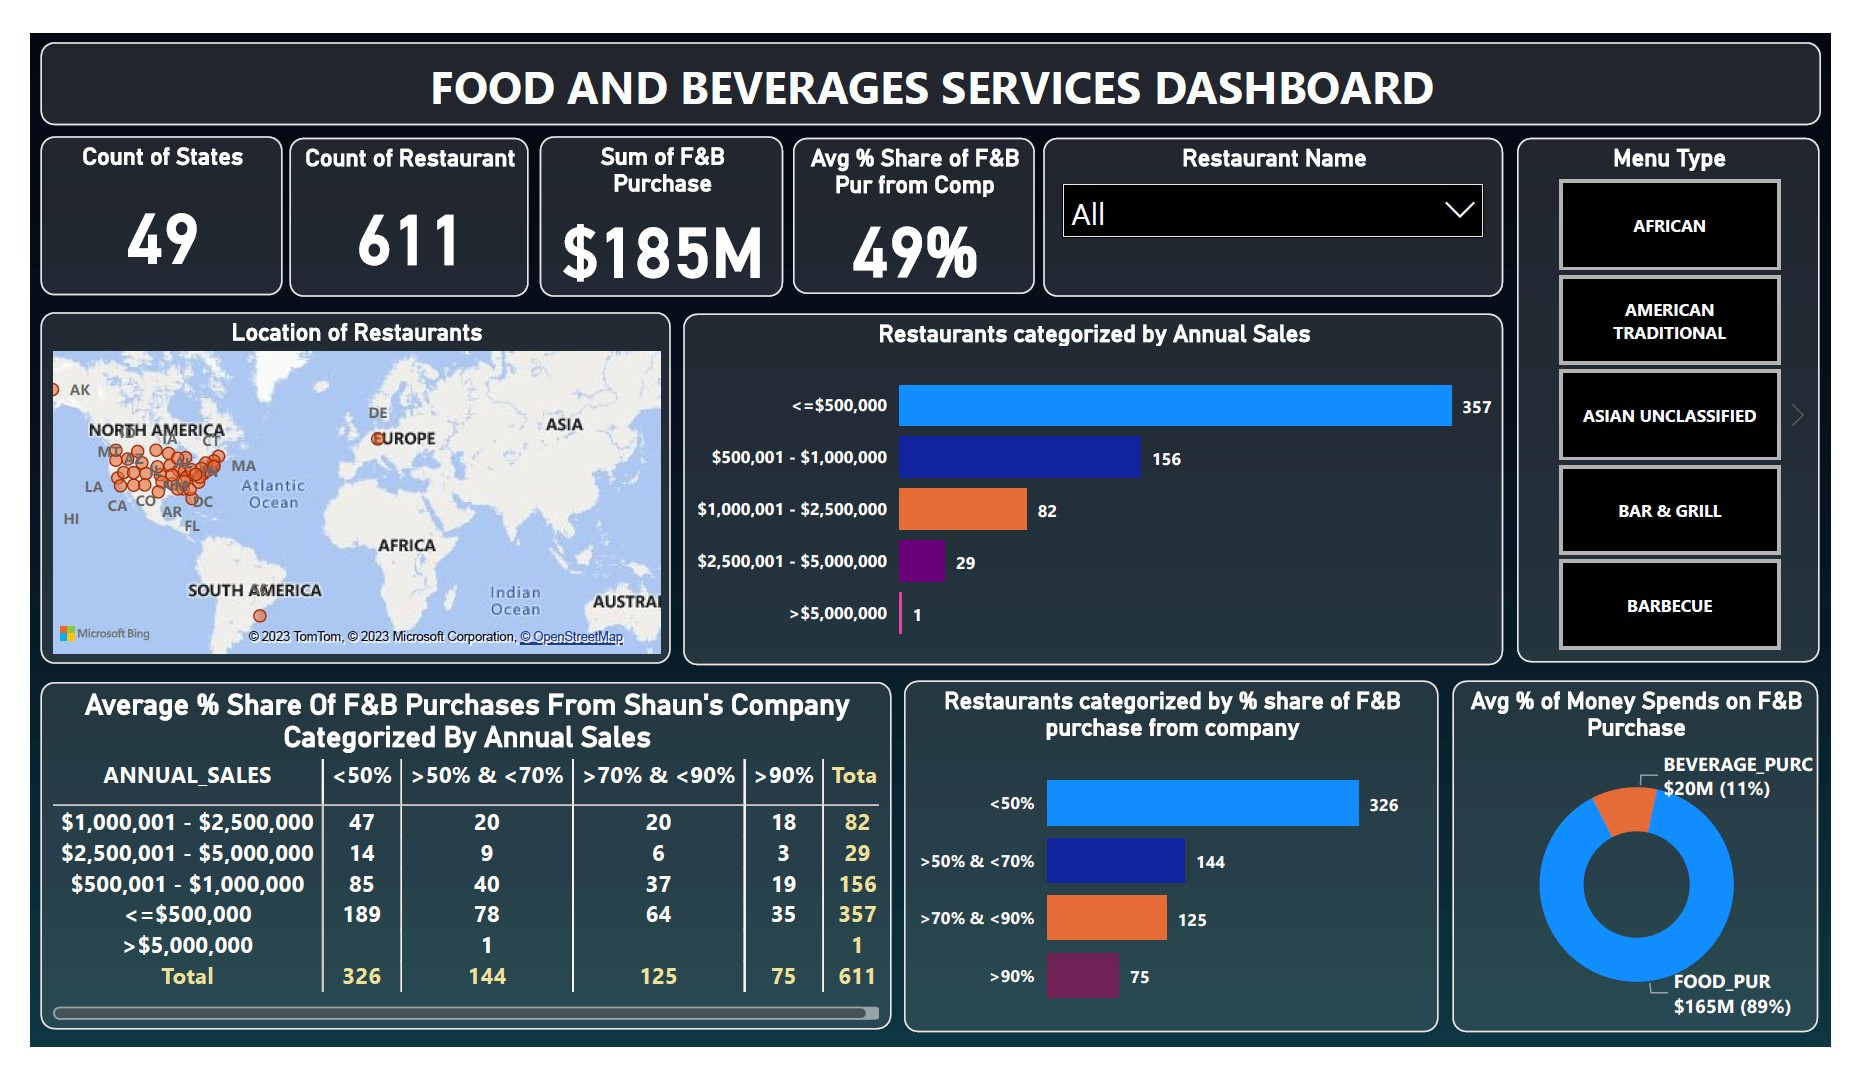 FOOD AND BEVERAGES SERVICES DASHBOARD
Count of States
49
Count of Restaurant
611
Sum of F&B
Purchase
$185M
Avg % Share of F&B
Pur from Comp
49%
Restaurant Name
All
Menu Type
AFRICAN
AMERICAN
TRADITIONAL
ASIAN UNCLASSIFIED
BAR & GRILL
BARBECUE
Location of Restaurants
AK
DE
NORTH AMERICA
EUROPE
ASIA
IA
CT
MT
AZ
MA
LA
CA
CO
NM
DC
AR
HI
FL
Atlantic
Ocean
AFRICA
SOUTH AMERICA
Indian
Ocean
AUSTRAL
Microsoft Bing
© 2023 TomTom, © 2023 Microsoft Corporation, © OpenStreetMap
Restaurants categorized by Annual Sales
<=$500,000 357
$500,001 - $1,000,000 156
$1,000,001 - $2,500,000 82
$2,500,001 - $5,000,000 29
>$5,000,000 1
Average % Share Of F&B Purchases From Shaun's Company
Categorized By Annual Sales
ANNUAL_SALES <50% >50% & <70% >70% & <90% >90% Tota
$1,000,001 - $2,500,000 47 20 20 18 82
$2,500,001 - $5,000,000 14 9 6 3 29
$500,001 - $1,000,000 85 40 37 19 156
<=$500,000 189 78 64 35 357
>$5,000,000 1 1
Total 326 144 125 75 611
Restaurants categorized by % share of F&B
purchase from company
<50% 326
>50% & <70% 144
>70% & <90% 125
>90% 75
Avg % of Money Spends on F&B
Purchase
BEVERAGE_PURC
$20M (11%)
FOOD_PUR
$165M (89%)